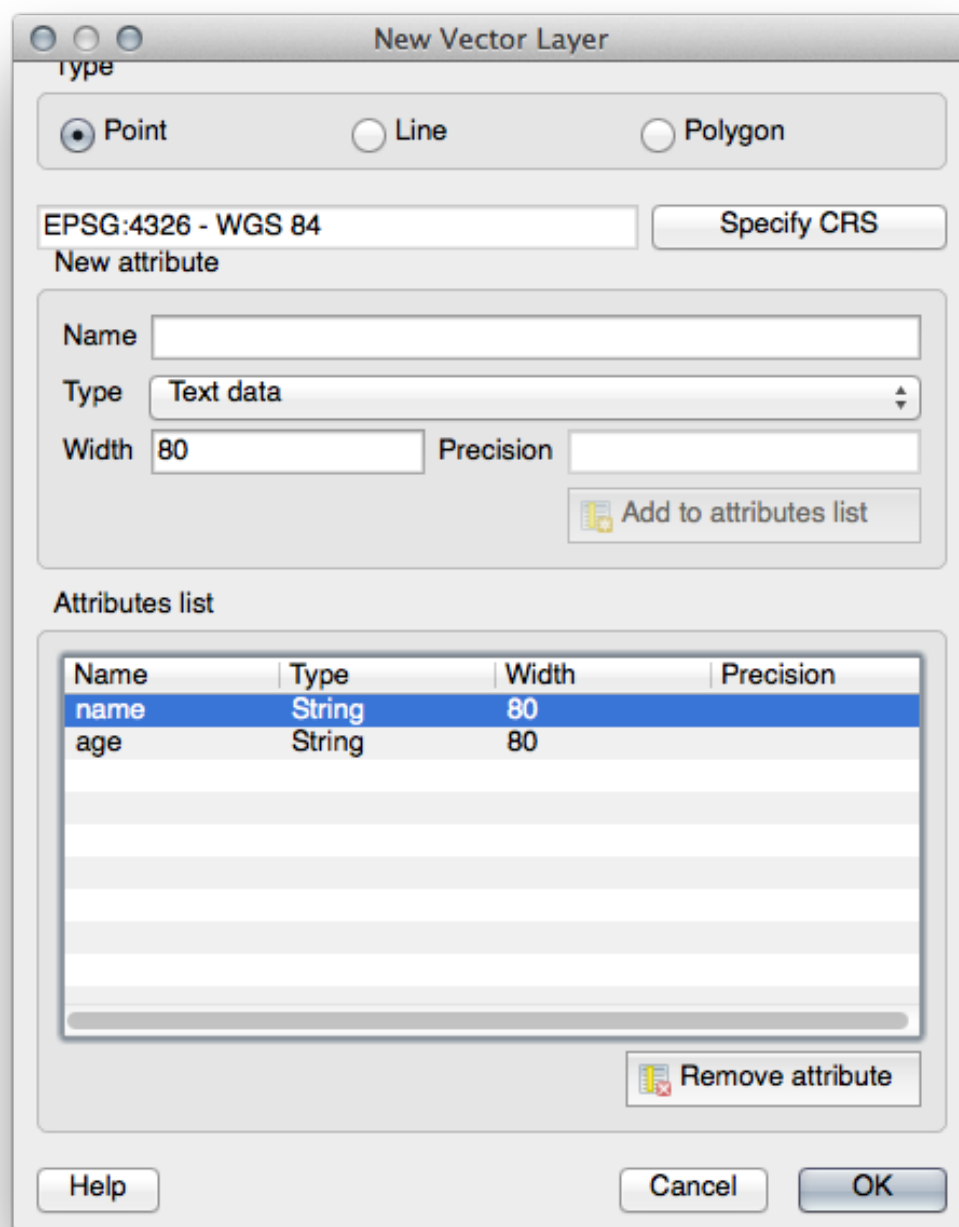 New Vector Layer
Type
Point Line Polygon
EPSG:4326 - WGS 84 Specify CRS
New attribute
Name
Type Text data
Width 80 Precision
Add to attributes list
Attributes list
Name Type Width Precision
name String 80
age String 80
Remove attribute
Help Cancel OK